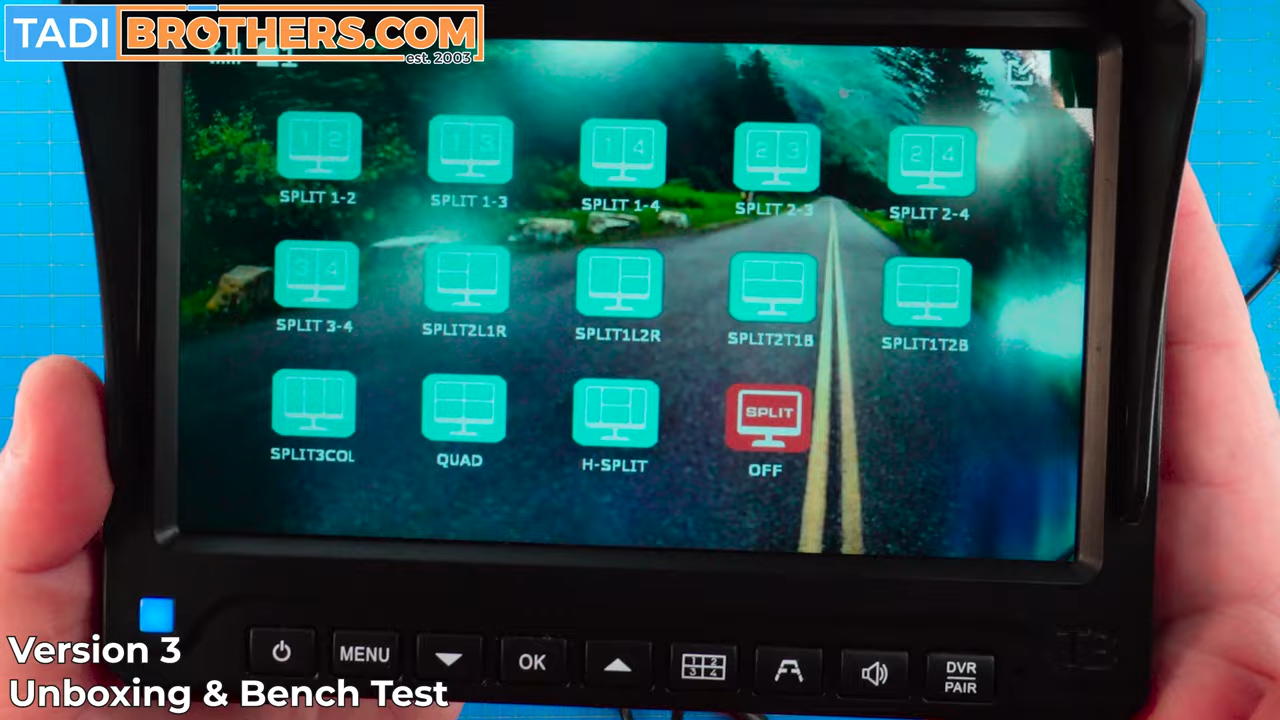 TADIBROTHERS.COM
est. 2003
1 2
1 3
1 4
2 3
2 4
SPLIT 1-2
SPLIT 1-3
SPLIT 1-4
SPLIT 2-3
SPLIT 2-4
3 4
SPLIT 3-4
SPLIT2L1R
SPLIT1L2R
SPLIT2T1B
SPLIT1T2B
SPLIT
SPLIT3COL
QUAD
H-SPLIT
OFF
Version 3
Unboxing & Bench Test
MENU
OK
1 2
3 4
DVR
PAIR